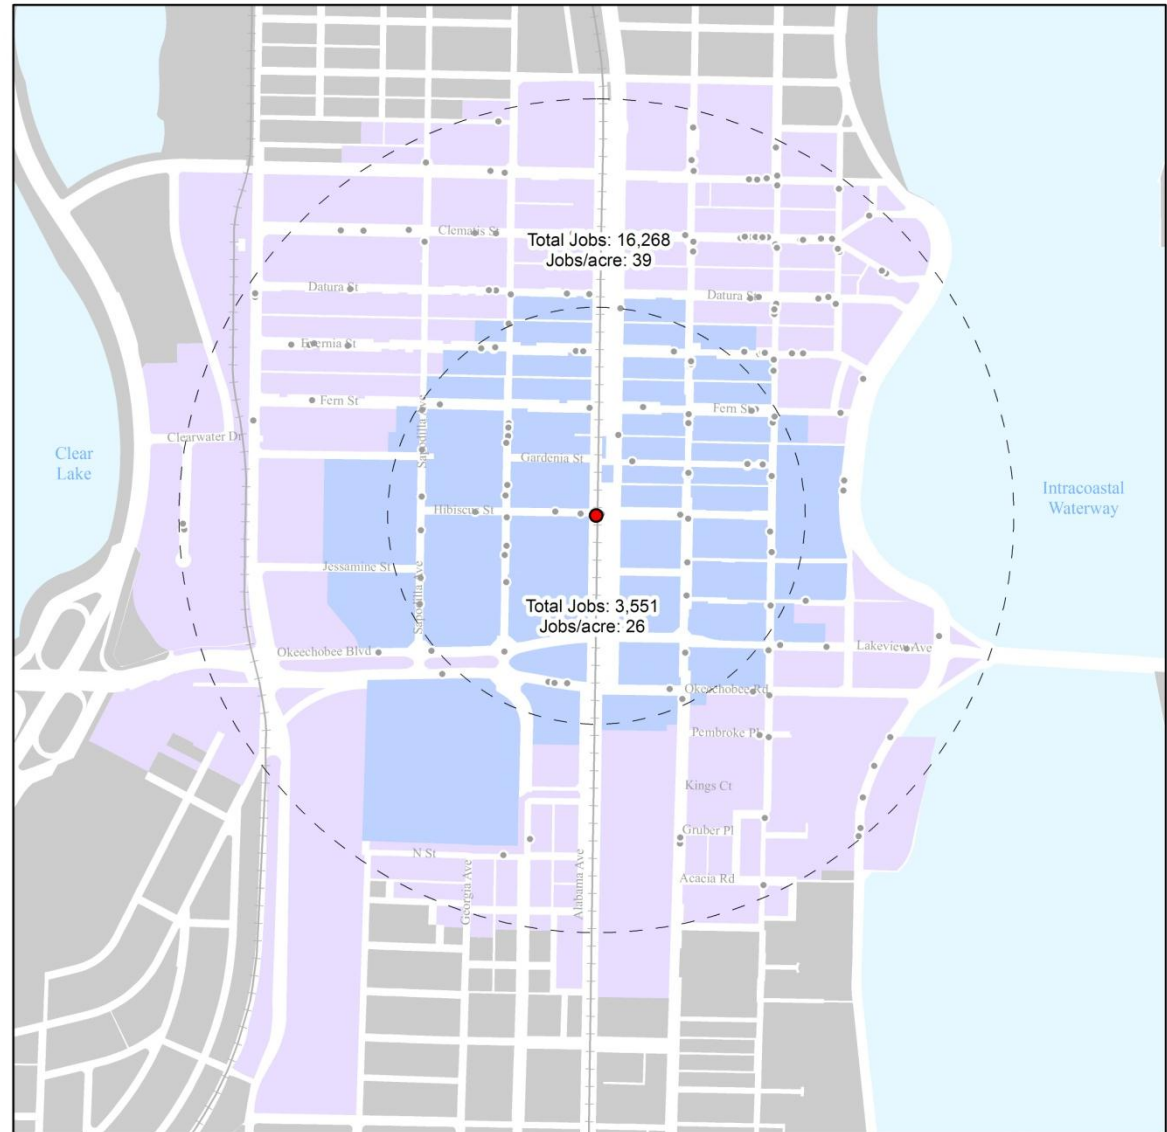 Clematis St
Total Jobs: 16,268
Jobs/acre: 39
Datura St
Datura St
Evernia St
Fern St
Fern St
Sapodilla Ave
Clearwater Dr
Clear
Lake
Gardenia St
Intracoastal
Waterway
Hibiscus St
Jessamine St
Sapodilla Ave
Total Jobs: 3,551
Jobs/acre: 26
Okeechobee Blvd
Lakeview Ave
Okeechobee Rd
Pembroke Pl
Kings Ct
Gruber Pl
N St
Georgia Ave
Alabama Ave
Acacia Rd